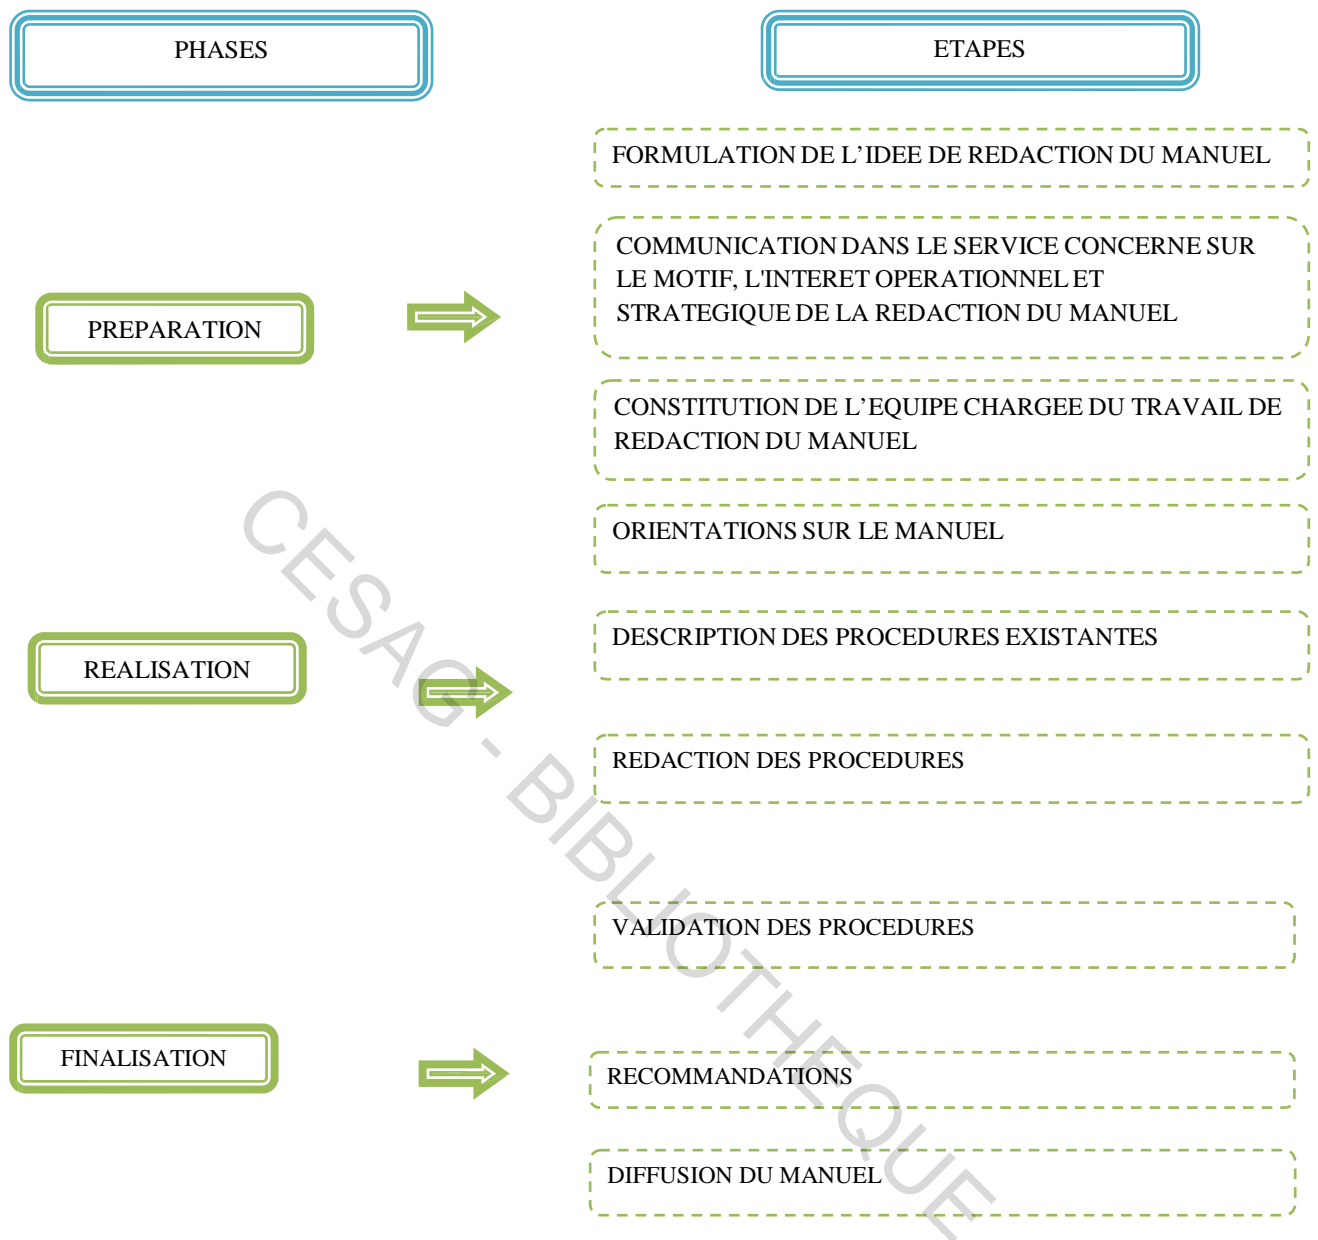 PHASES
ETAPES
FORMULATION DE L’IDEE DE REDACTION DU MANUEL
COMMUNICATION DANS LE SERVICE CONCERNE SUR
LE MOTIF, L'INTERET OPERATIONNEL ET
STRATEGIQUE DE LA REDACTION DU MANUEL
PREPARATION
CONSTITUTION DE L’EQUIPE CHARGEE DU TRAVAIL DE
REDACTION DU MANUEL
ORIENTATIONS SUR LE MANUEL
DESCRIPTION DES PROCEDURES EXISTANTES
REALISATION
REDACTION DES PROCEDURES
VALIDATION DES PROCEDURES
FINALISATION
RECOMMANDATIONS
DIFFUSION DU MANUEL
CESAG - BIBLIOTHEQUE